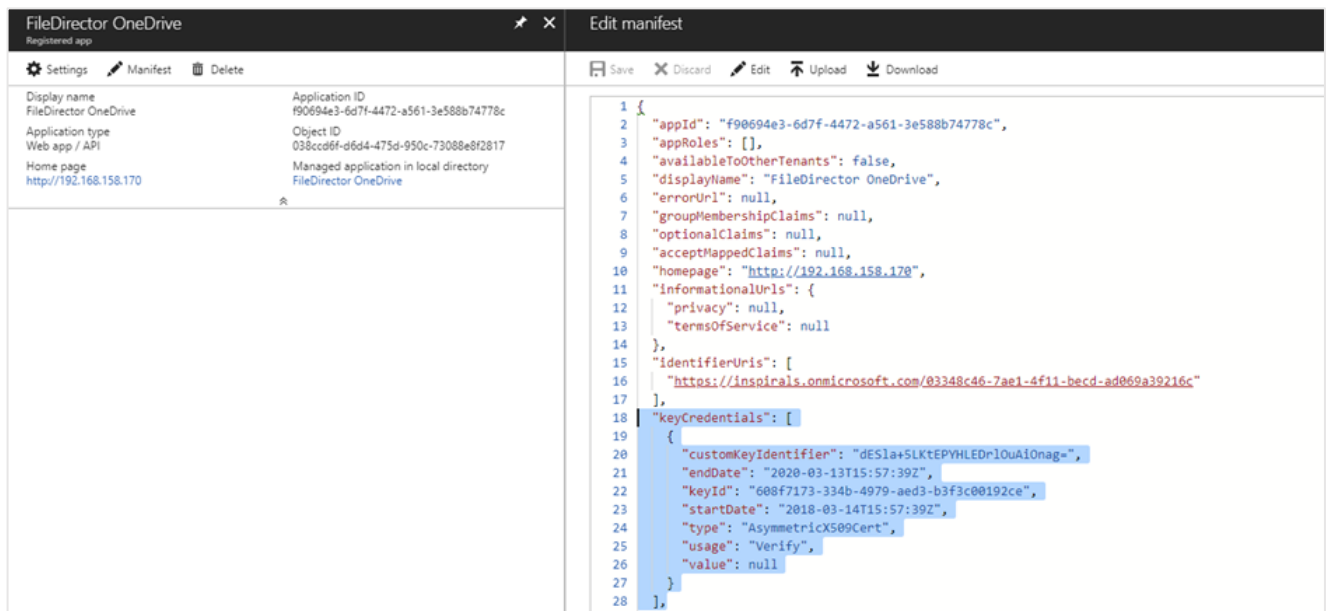 FileDirector OneDrive
Registered app
Settings Manifest Delete
Display name
FileDirector OneDrive
Application type
Web app / API
Home page
http://192.168.158.170
Application ID
f90694e3-6d7f-4472-a561-3e588b74778c
Object ID
038ccd6f-d6d4-475d-950c-73088e8f2817
Managed application in local directory
FileDirector OneDrive
Edit manifest
Save Discard Edit Upload Download
1 {
2 "appId": "f90694e3-6d7f-4472-a561-3e588b74778c",
3 "appRoles": [],
4 "availableToOtherTenants": false,
5 "displayName": "FileDirector OneDrive",
6 "errorUrl": null,
7 "groupMembershipClaims": null,
8 "optionalClaims": null,
9 "acceptMappedClaims": null,
10 "homepage": "http://192.168.158.170",
11 "informationalUrls": {
12 "privacy": null,
13 "termsOfService": null
14 },
15 "identifierUris": [
16 "https://inspirals.onmicrosoft.com/03348c46-7ae1-4f11-becd-ad069a39216c"
17 ],
18 "keyCredentials": [
19 {
20 "customKeyIdentifier": "dESla+5LKtEPYHLEDrlOuAiOnag=",
21 "endDate": "2020-03-13T15:57:39Z",
22 "keyId": "608f7173-334b-4979-aed3-b3f3c00192ce",
23 "startDate": "2018-03-14T15:57:39Z",
24 "type": "AsymmetricX509Cert",
25 "usage": "Verify",
26 "value": null
27 }
28 ],